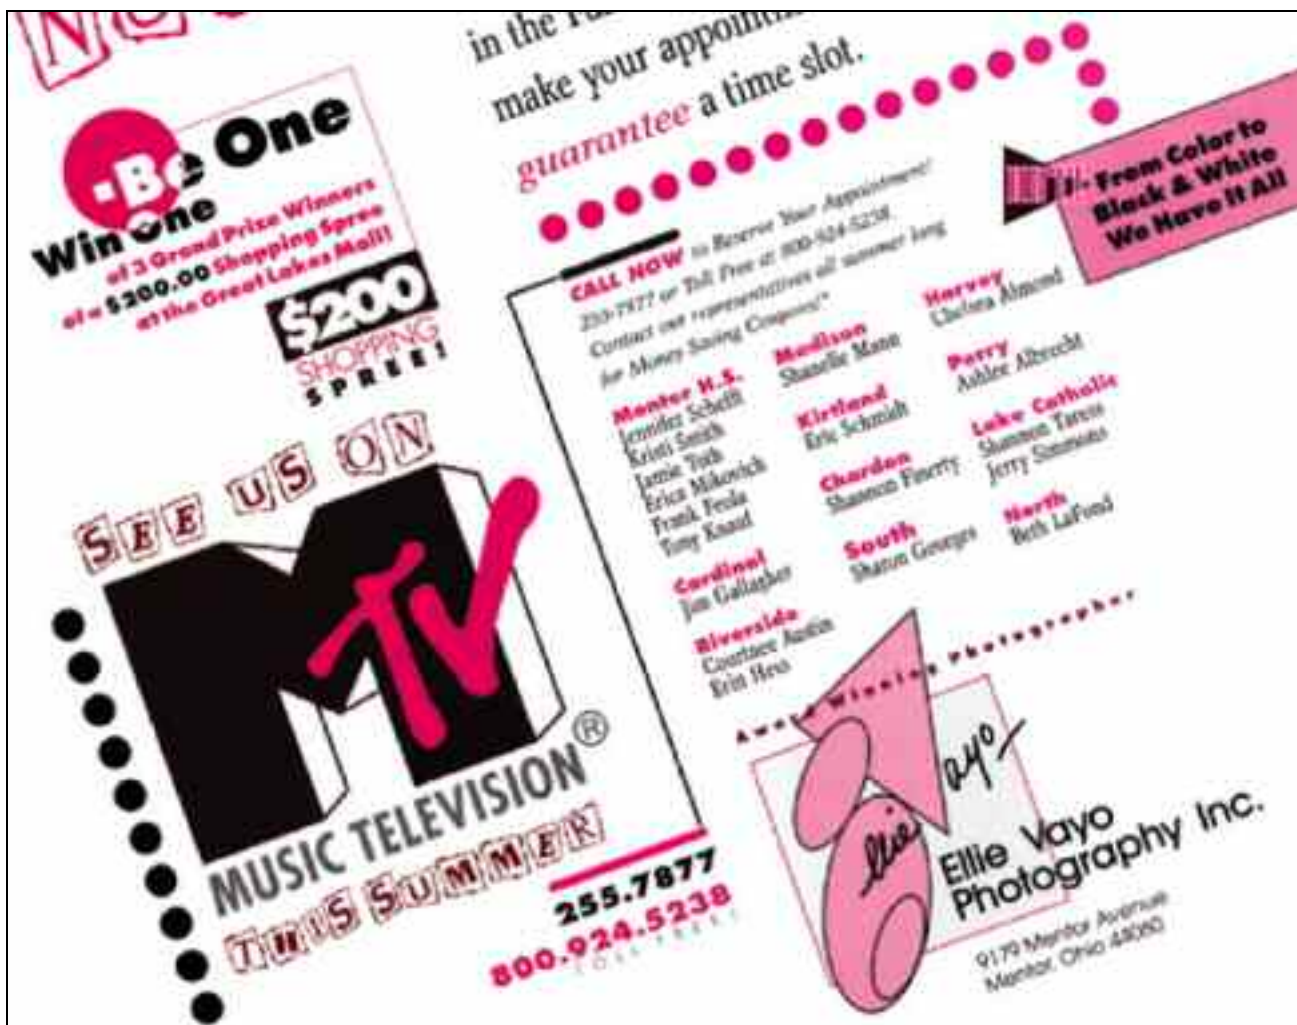 in the
make your
guarantee a time slot.
-Be One
Win One
of 3 Grand Prize Winners
of a $200.00 Shopping Spree
at the Great Lakes Mall!
$200
SHOPPING
SPREE!
SEE US ON
MTV
MUSIC TELEVISION®
THIS SUMMER
CALL NOW to Reserve Your Appointment!
255-7877 or Toll Free at 800-924-5238.
Contact our representatives all summer long
for Money Saving Coupons!*
Mentor H.S.
Jennifer Schefft
Kristi Smith
Jamie Toth
Erica Mikovich
Frank Feola
Tony Knauf
Cardinal
Jim Gallagher
Riverside
Courtnee Austin
Erin Hess
Madison
Shanelle Mann
Kirtland
Eric Schmidt
Chardon
Shannon Finerty
South
Sharon Georges
Harvey
Chelsea Almond
Perry
Ashlee Albrecht
Lake Catholic
Shannon
Jerry Simmons
North
Beth LaFond
- From Color to
Black & White
We Have It All
255.7877
800.924.5238
TOLL FREE!
Award Winning Photographer
Ellie Vayo
Ellie Vayo
Photography Inc.
9179 Mentor Avenue
Mentor, Ohio 44060